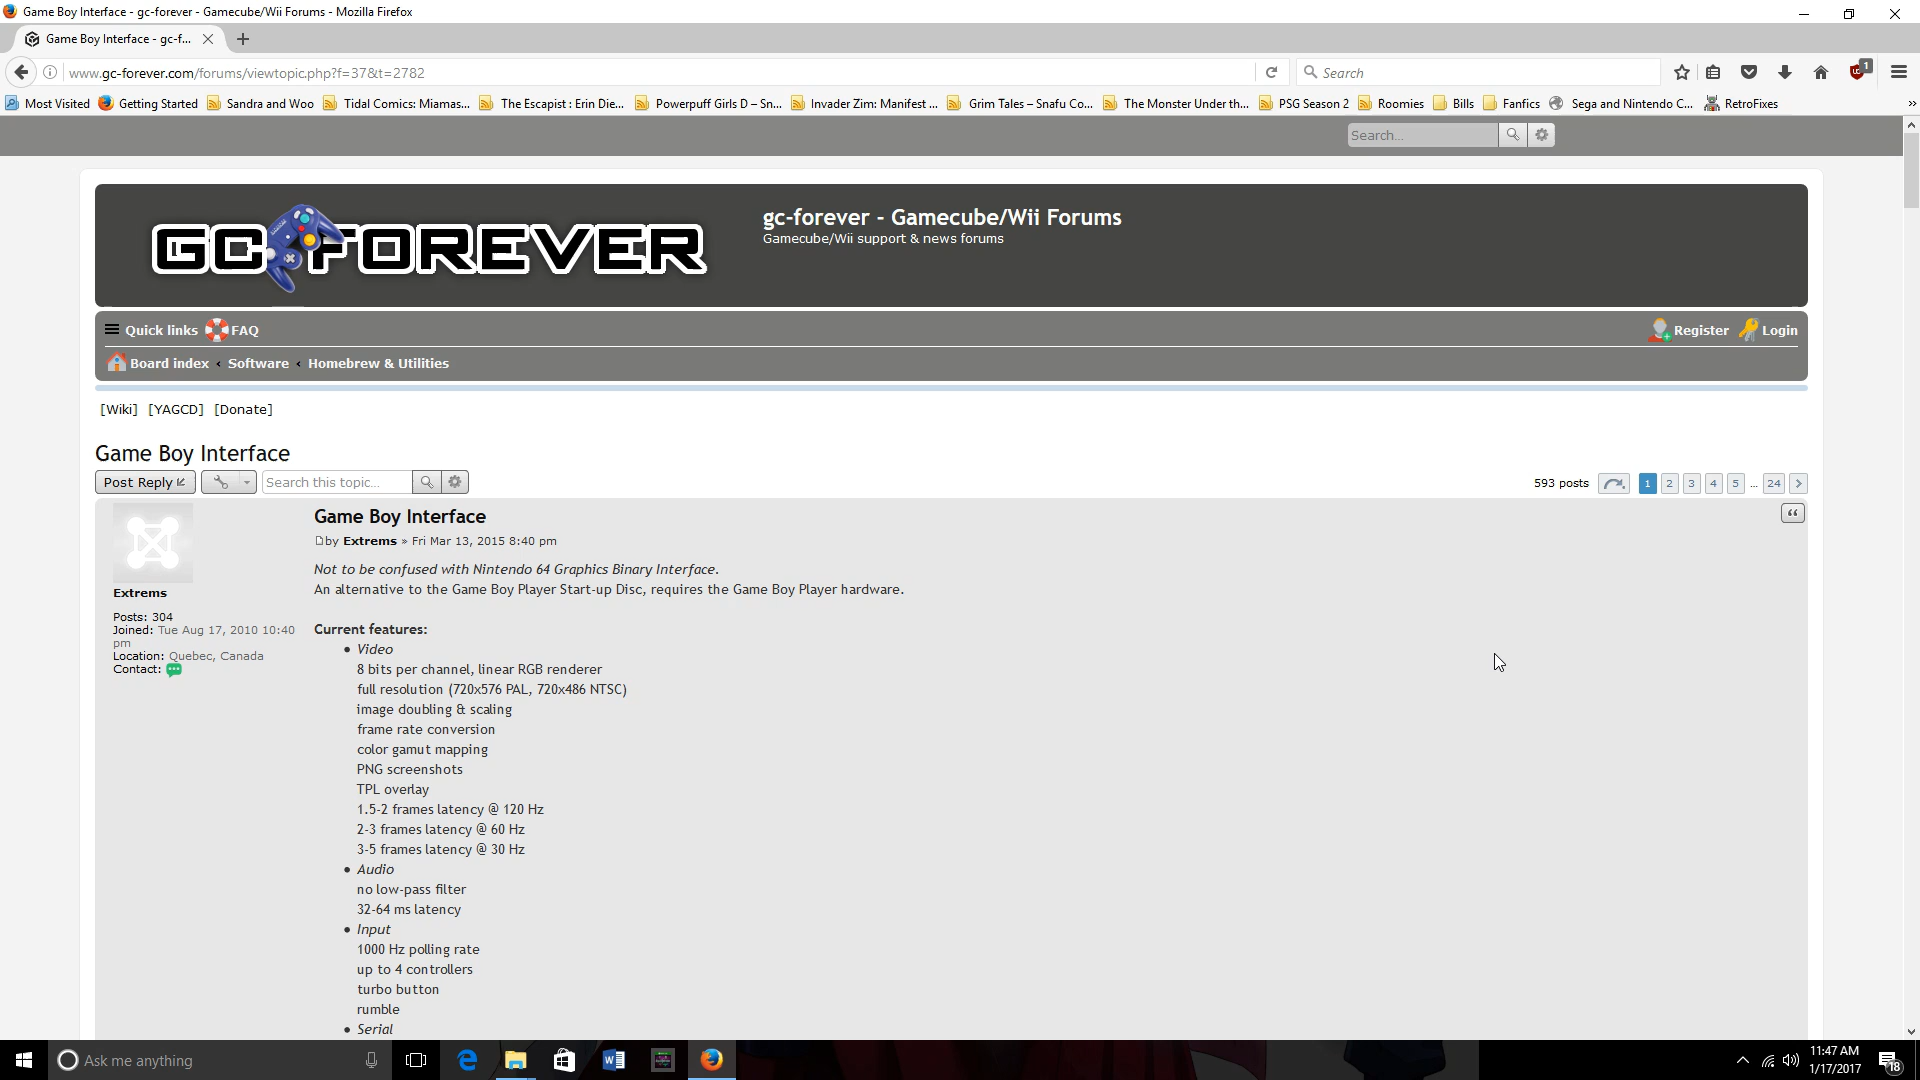 Game Boy Interface - gc-forever - Gamecube/Wii Forums - Mozilla Firefox
Game Boy Interface - gc-f...
www.gc-forever.com/forums/viewtopic.php?f=37&t=2782
Search
1
Most Visited Getting Started Sandra and Woo Tidal Comics: Miamas... The Escapist : Erin Die... Powerpuff Girls D – Sn... Invader Zim: Manifest ... Grim Tales – Snafu Co... The Monster Under th... PSG Season 2 Roomies Bills Fanfics Sega and Nintendo C... RetroFixes
Search...
GC FOREVER
gc-forever - Gamecube/Wii Forums
Gamecube/Wii support & news forums
Quick links FAQ Register Login
Board index ‹ Software ‹ Homebrew & Utilities
[Wiki] [YAGCD] [Donate]
Game Boy Interface
Post Reply Search this topic... 593 posts 1 2 3 4 5 ... 24
Game Boy Interface
by Extrems » Fri Mar 13, 2015 8:40 pm
Extrems
Posts: 304
Joined: Tue Aug 17, 2010 10:40
pm
Location: Quebec, Canada
Contact:
Not to be confused with Nintendo 64 Graphics Binary Interface.
An alternative to the Game Boy Player Start-up Disc, requires the Game Boy Player hardware.
Current features:
• Video
8 bits per channel, linear RGB renderer
full resolution (720x576 PAL, 720x486 NTSC)
image doubling & scaling
frame rate conversion
color gamut mapping
PNG screenshots
TPL overlay
1.5-2 frames latency @ 120 Hz
2-3 frames latency @ 60 Hz
3-5 frames latency @ 30 Hz
• Audio
no low-pass filter
32-64 ms latency
• Input
1000 Hz polling rate
up to 4 controllers
turbo button
rumble
• Serial
Ask me anything
11:47 AM
1/17/2017
18